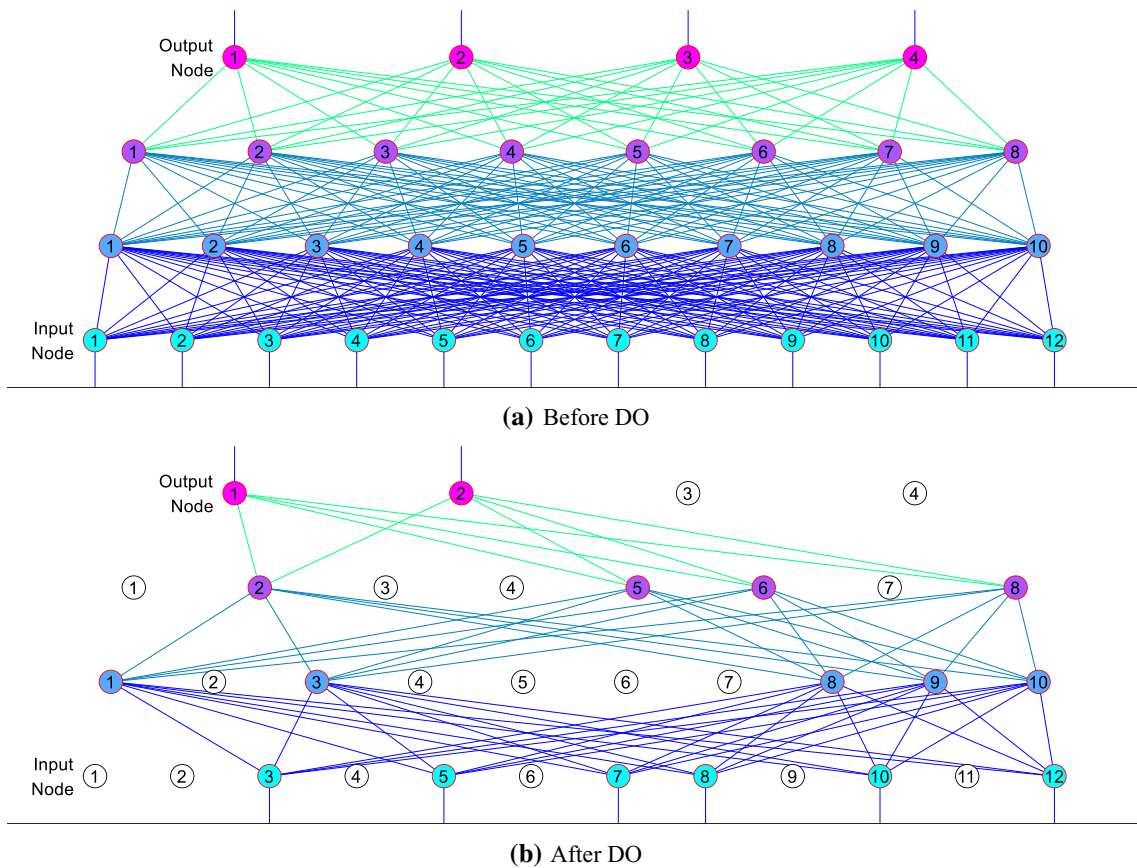 Output
Node
1 2 3 4
1 2 3 4 5 6 7 8
1 2 3 4 5 6 7 8 9 10
Input
Node
1 2 3 4 5 6 7 8 9 10 11 12
(a) Before DO
Output
Node
1 2 3 4
1 2 3 4 5 6 7 8
1 2 3 4 5 6 7 8 9 10
Input
Node
1 2 3 4 5 6 7 8 9 10 11 12
(b) After DO